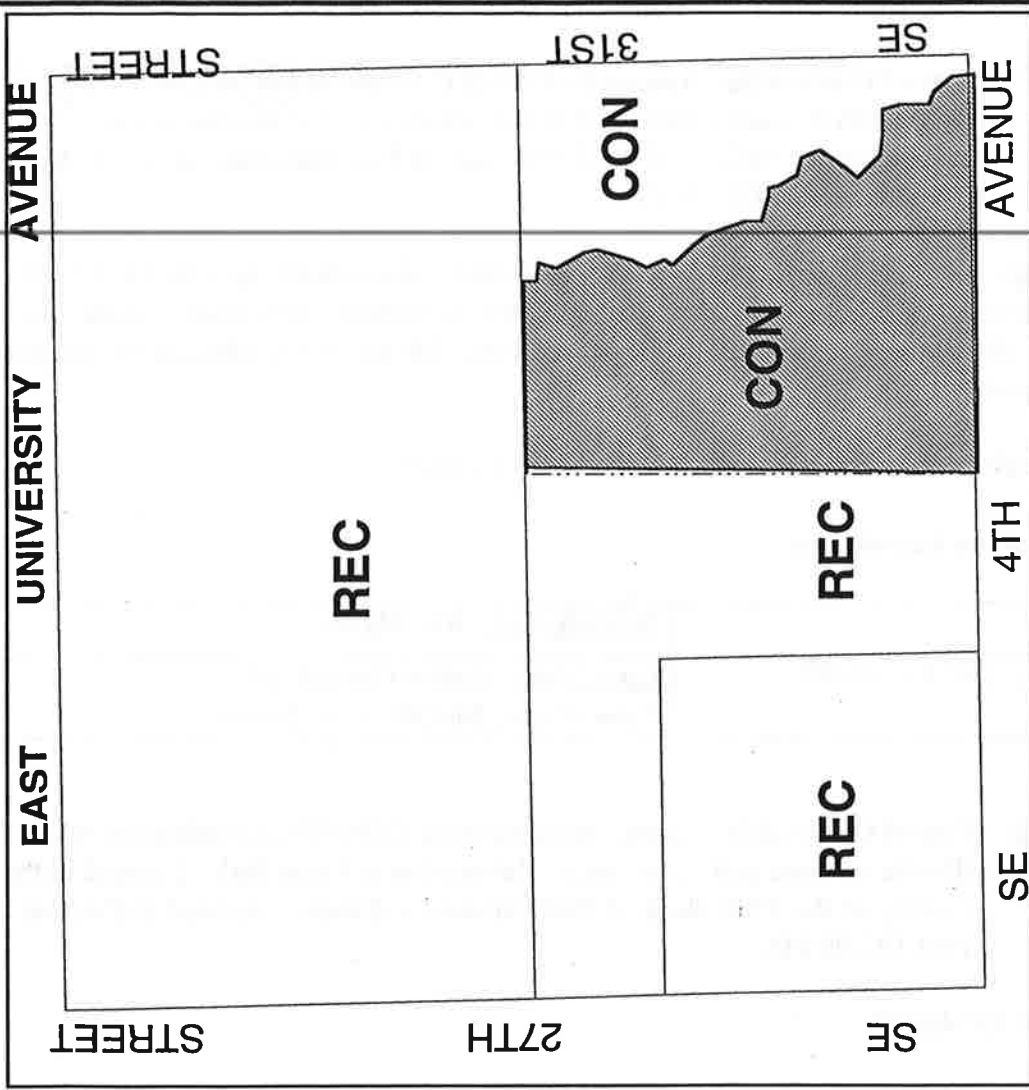 EAST UNIVERSITY AVENUE
SE 27TH STREET
SE 31ST STREET
REC
CON
CON
REC
REC
SE 4TH AVENUE